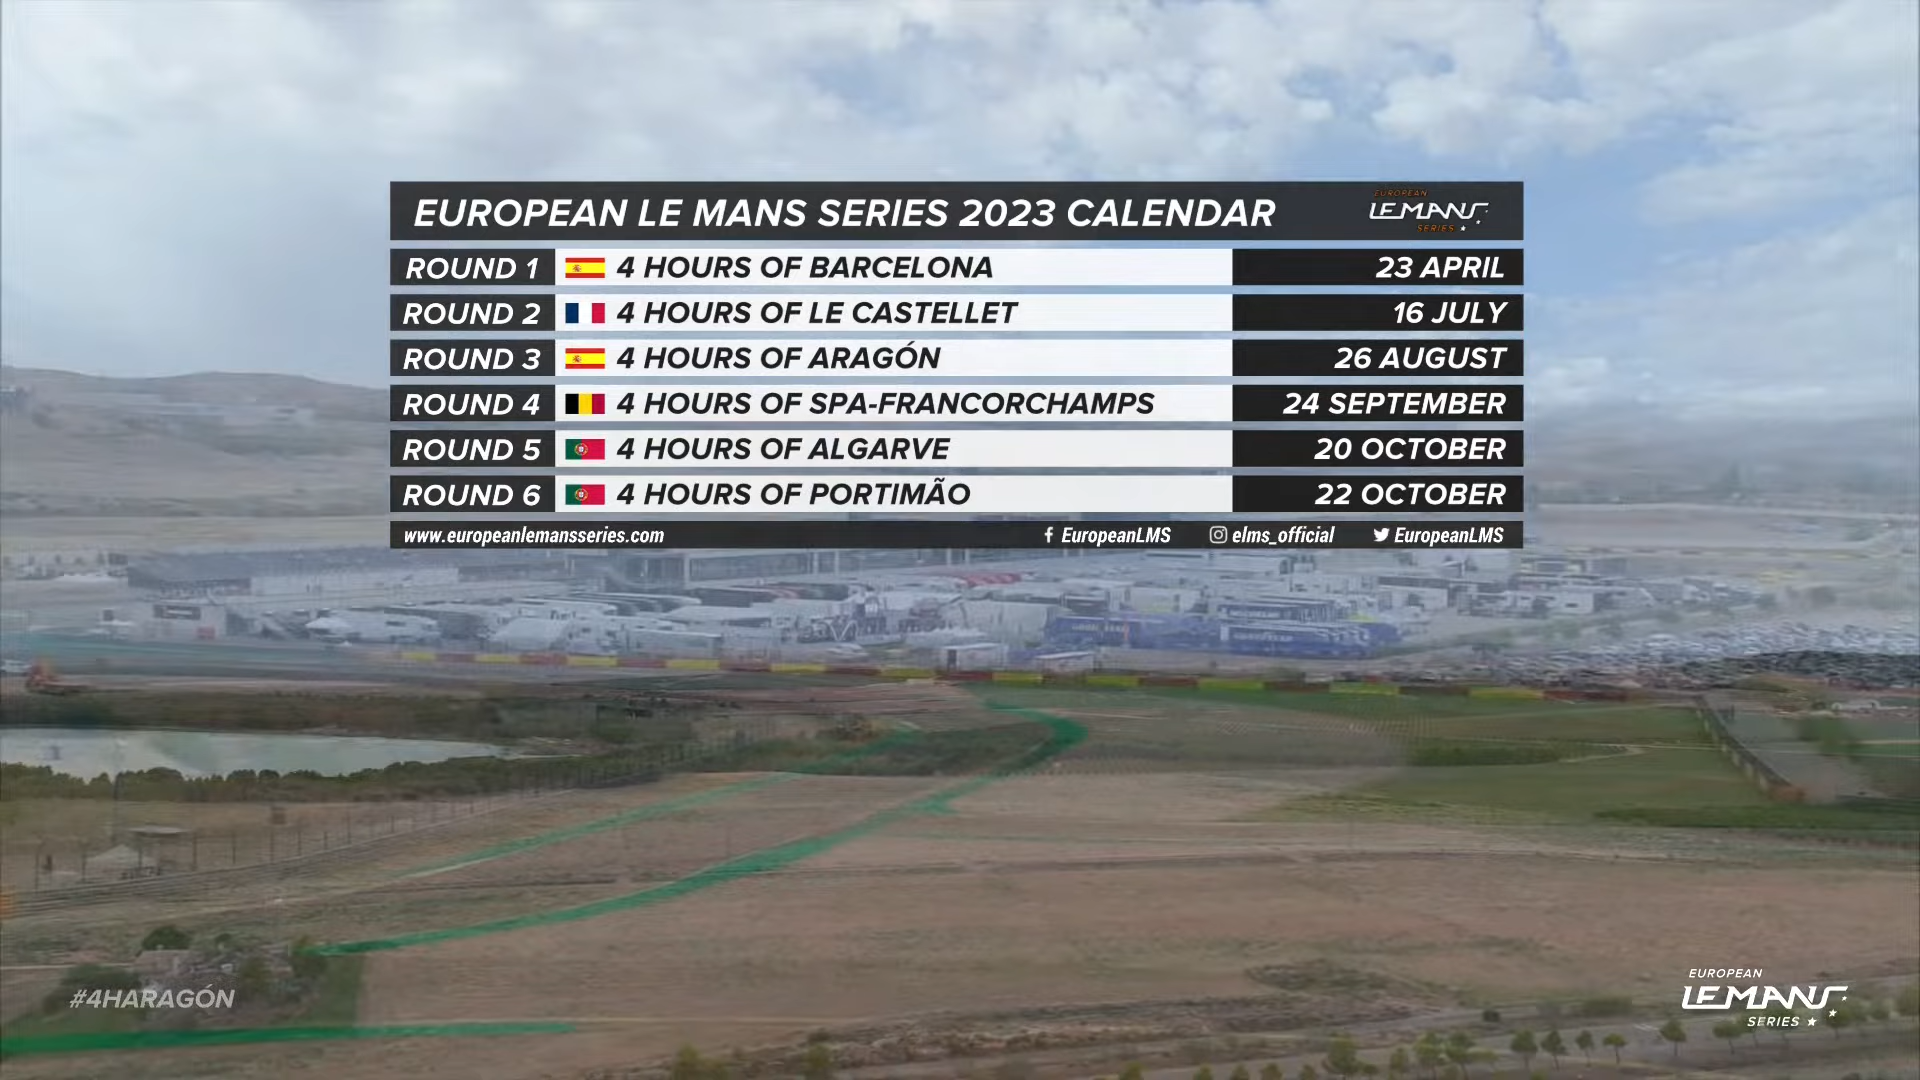 EUROPEAN LE MANS SERIES 2023 CALENDAR
EUROPEAN
LE MANS
SERIES
ROUND 1 4 HOURS OF BARCELONA 23 APRIL
ROUND 2 4 HOURS OF LE CASTELLET 16 JULY
ROUND 3 4 HOURS OF ARAGÓN 26 AUGUST
ROUND 4 4 HOURS OF SPA-FRANCORCHAMPS 24 SEPTEMBER
ROUND 5 4 HOURS OF ALGARVE 20 OCTOBER
ROUND 6 4 HOURS OF PORTIMÃO 22 OCTOBER
www.europeanlemansseries.com EuropeanLMS elms_official EuropeanLMS
#4HARAGÓN
EUROPEAN
LE MANS
SERIES